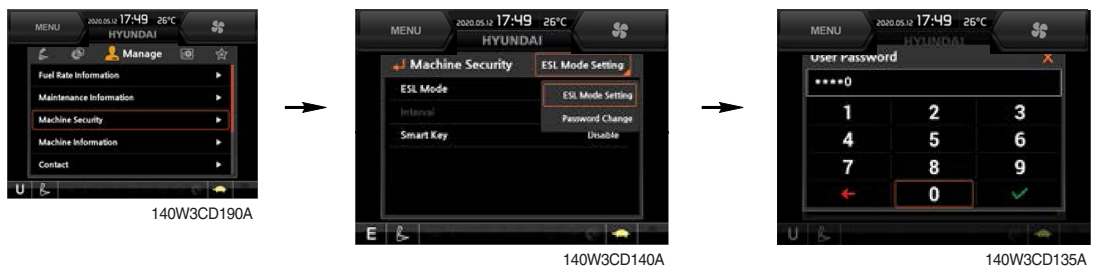 MENU 2020.05.12 17:49 26°C
HYUNDAI
Manage
Fuel Rate Information
Maintenance Information
Machine Security
Machine Information
Contact
U
140W3CD190A
MENU 2020.05.12 17:49 26°C
HYUNDAI
Machine Security ESL Mode Setting
ESL Mode
ESL Mode Setting
Interval
Password Change
Smart Key Disable
E
140W3CD140A
MENU 2020.05.12 17:49 26°C
HYUNDAI
User Password X
****0
1 2 3
4 5 6
7 8 9
0
U
140W3CD135A